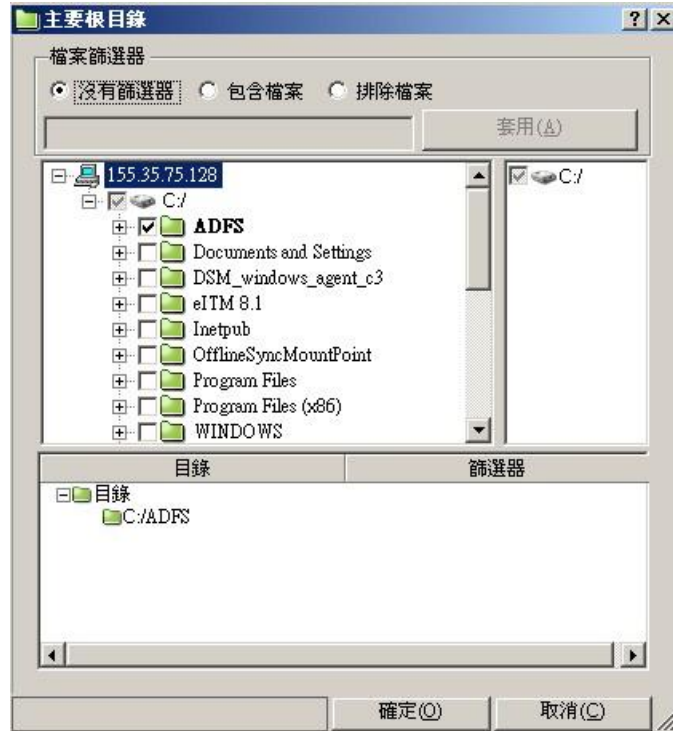 主要根目錄
檔案篩選器
沒有篩選器 包含檔案 排除檔案
套用(A)
155.35.75.128
C:/
ADFS
Documents and Settings
DSM_windows_agent_c3
eITM 8.1
Inetpub
OfflineSyncMountPoint
Program Files
Program Files (x86)
WINDOWS
C:/
目錄 篩選器
目錄
C:/ADFS
確定(O) 取消(C)